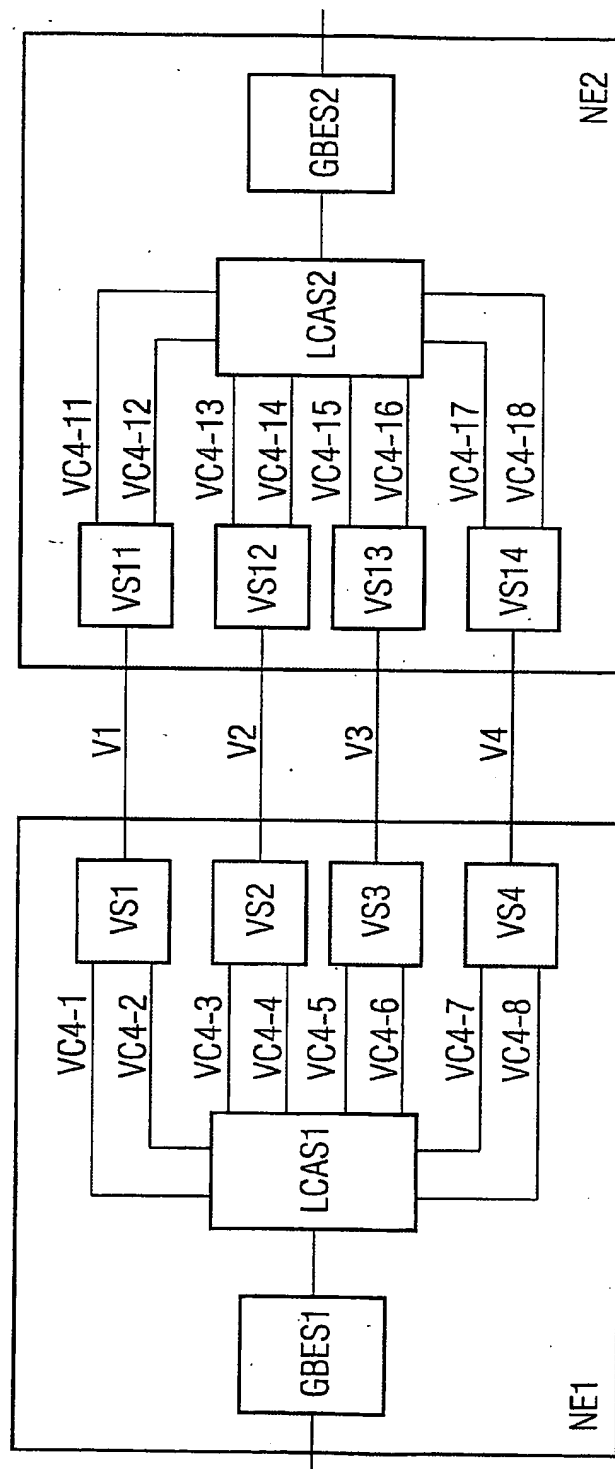 GBES1
NE1
LCAS1
VC4-1
VC4-2
VC4-3
VC4-4
VC4-5
VC4-6
VC4-7
VC4-8
VS1
VS2
VS3
VS4
V1
V2
V3
V4
VS11
VS12
VS13
VS14
VC4-11
VC4-12
VC4-13
VC4-14
VC4-15
VC4-16
VC4-17
VC4-18
LCAS2
GBES2
NE2